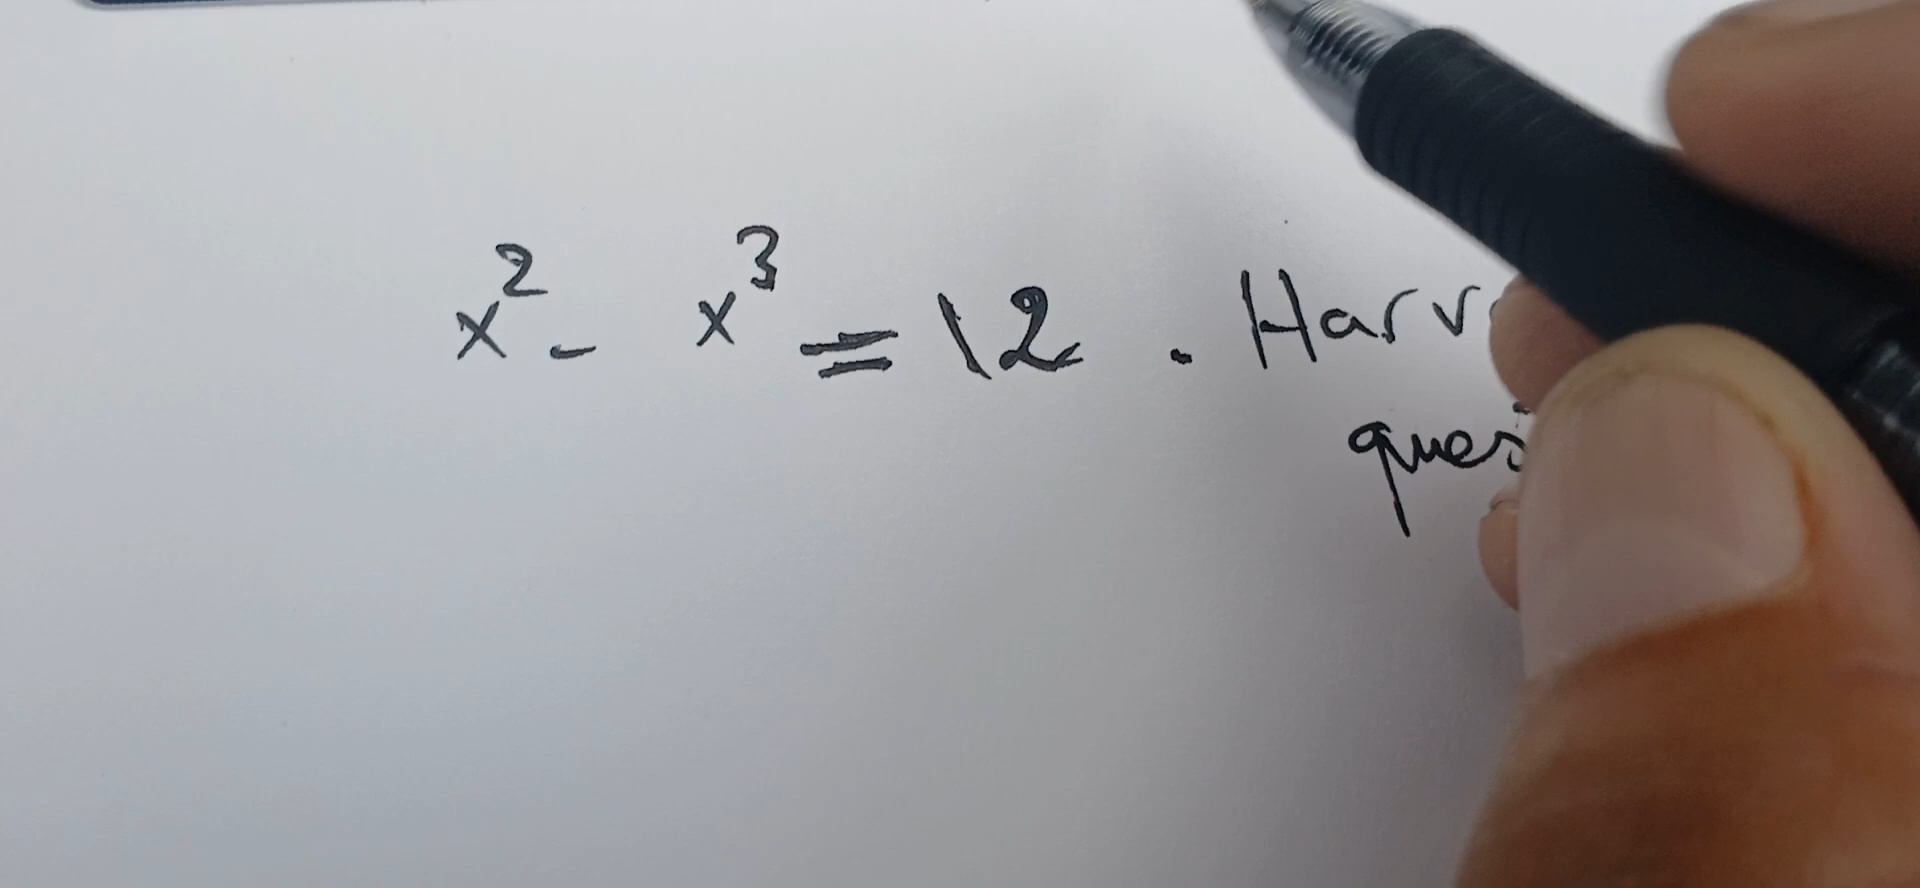 x² - x³ = 12 . Harv
ques